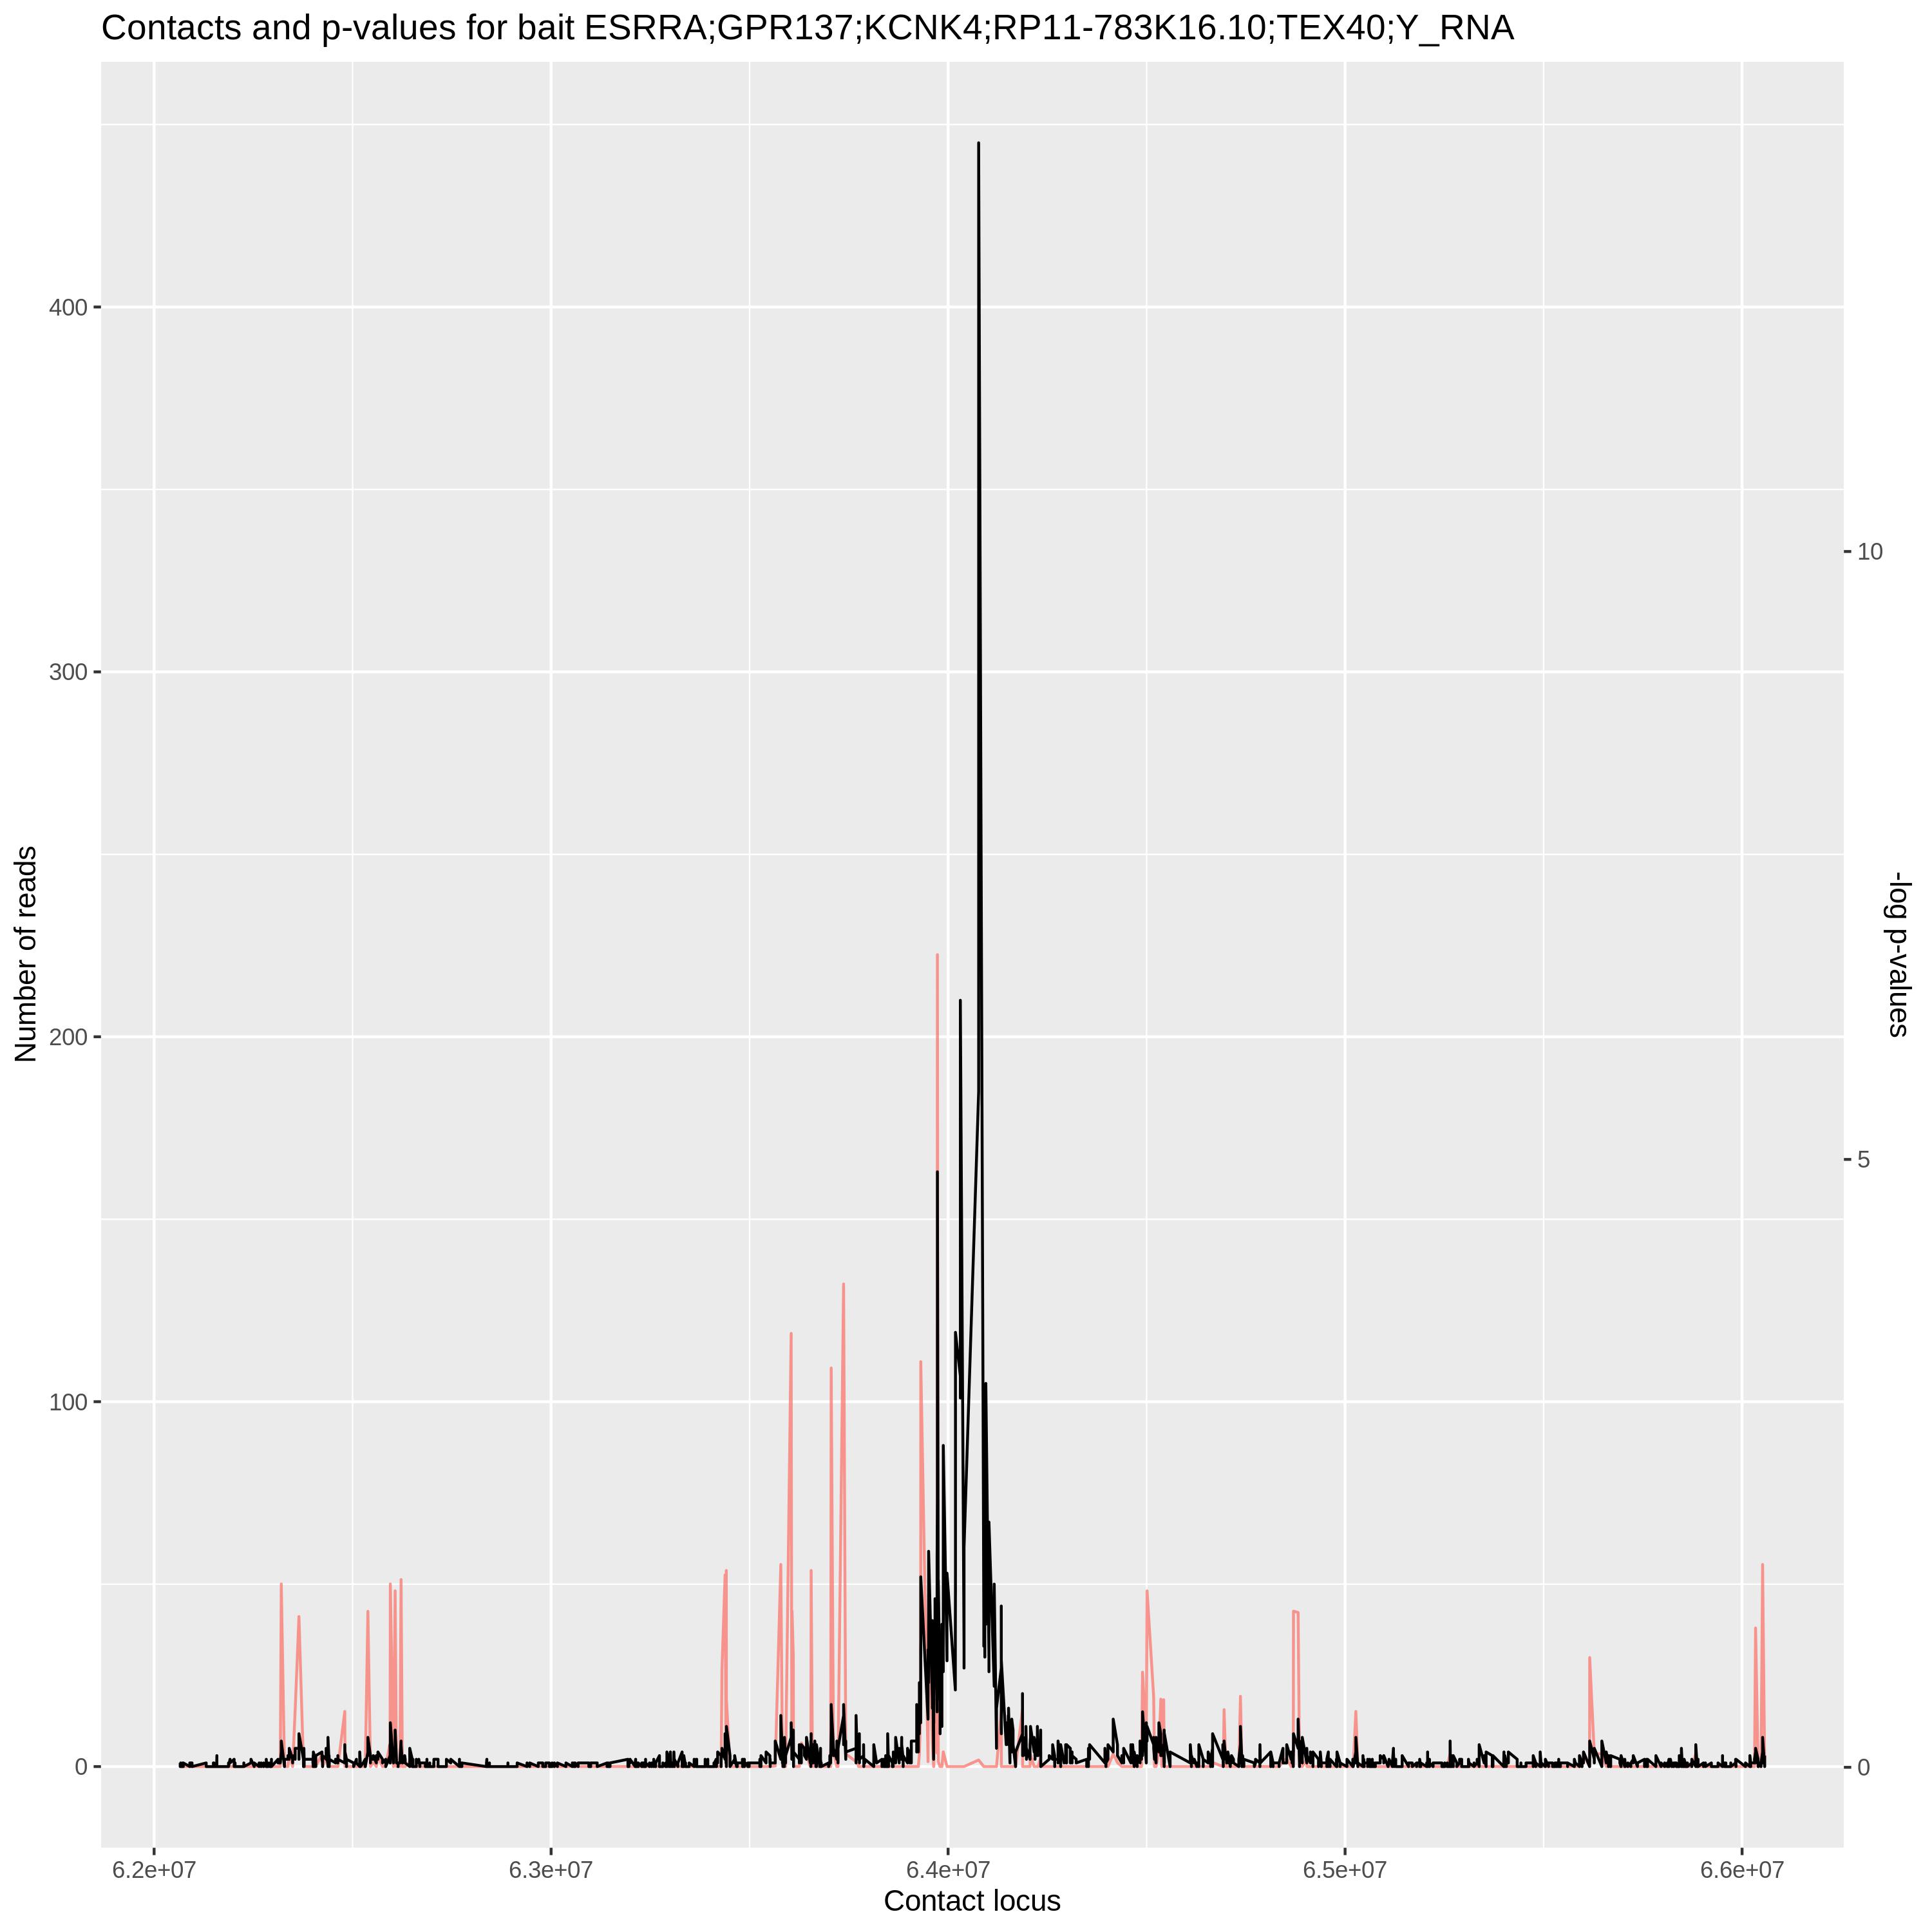 Contacts and p-values for bait ESRRA;GPR137;KCNK4;RP11-783K16.10;TEX40;Y_RNA
400
300
200
100
0
Number of reads
10
5
0
-log p-values
6.2e+07 6.3e+07 6.4e+07 6.5e+07 6.6e+07
Contact locus